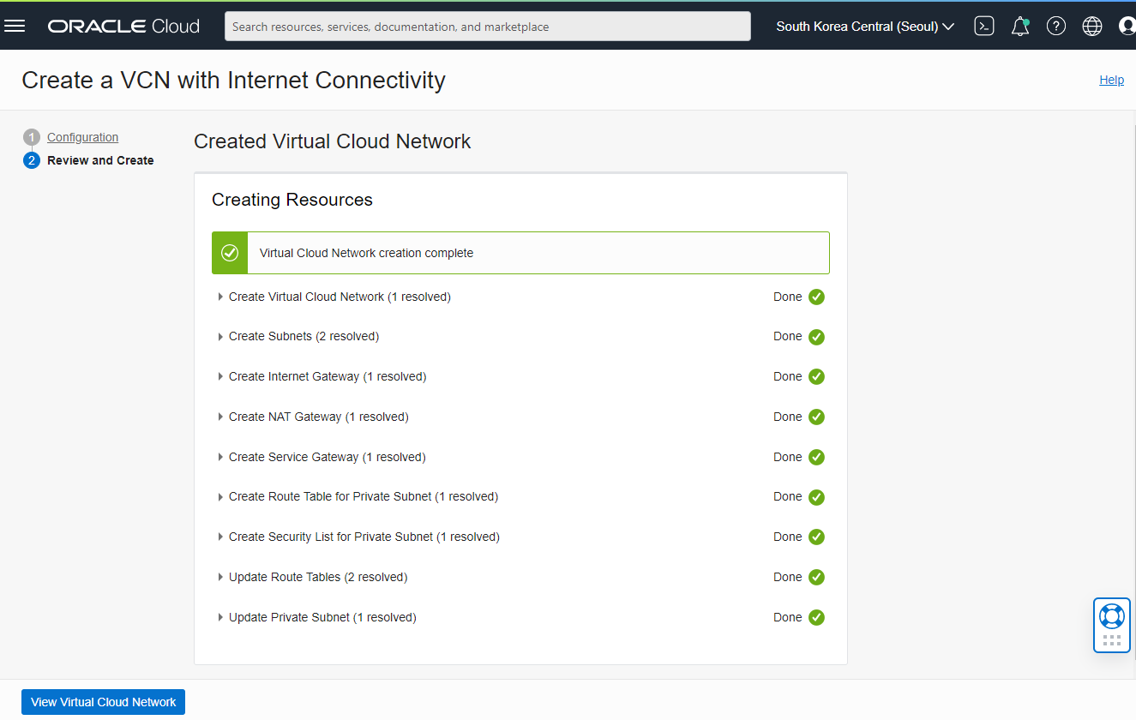 ORACLE Cloud
Search resources, services, documentation, and marketplace
South Korea Central (Seoul)
Create a VCN with Internet Connectivity
Help
1 Configuration
2 Review and Create
Created Virtual Cloud Network
Creating Resources
Virtual Cloud Network creation complete
Create Virtual Cloud Network (1 resolved) Done
Create Subnets (2 resolved) Done
Create Internet Gateway (1 resolved) Done
Create NAT Gateway (1 resolved) Done
Create Service Gateway (1 resolved) Done
Create Route Table for Private Subnet (1 resolved) Done
Create Security List for Private Subnet (1 resolved) Done
Update Route Tables (2 resolved) Done
Update Private Subnet (1 resolved) Done
View Virtual Cloud Network